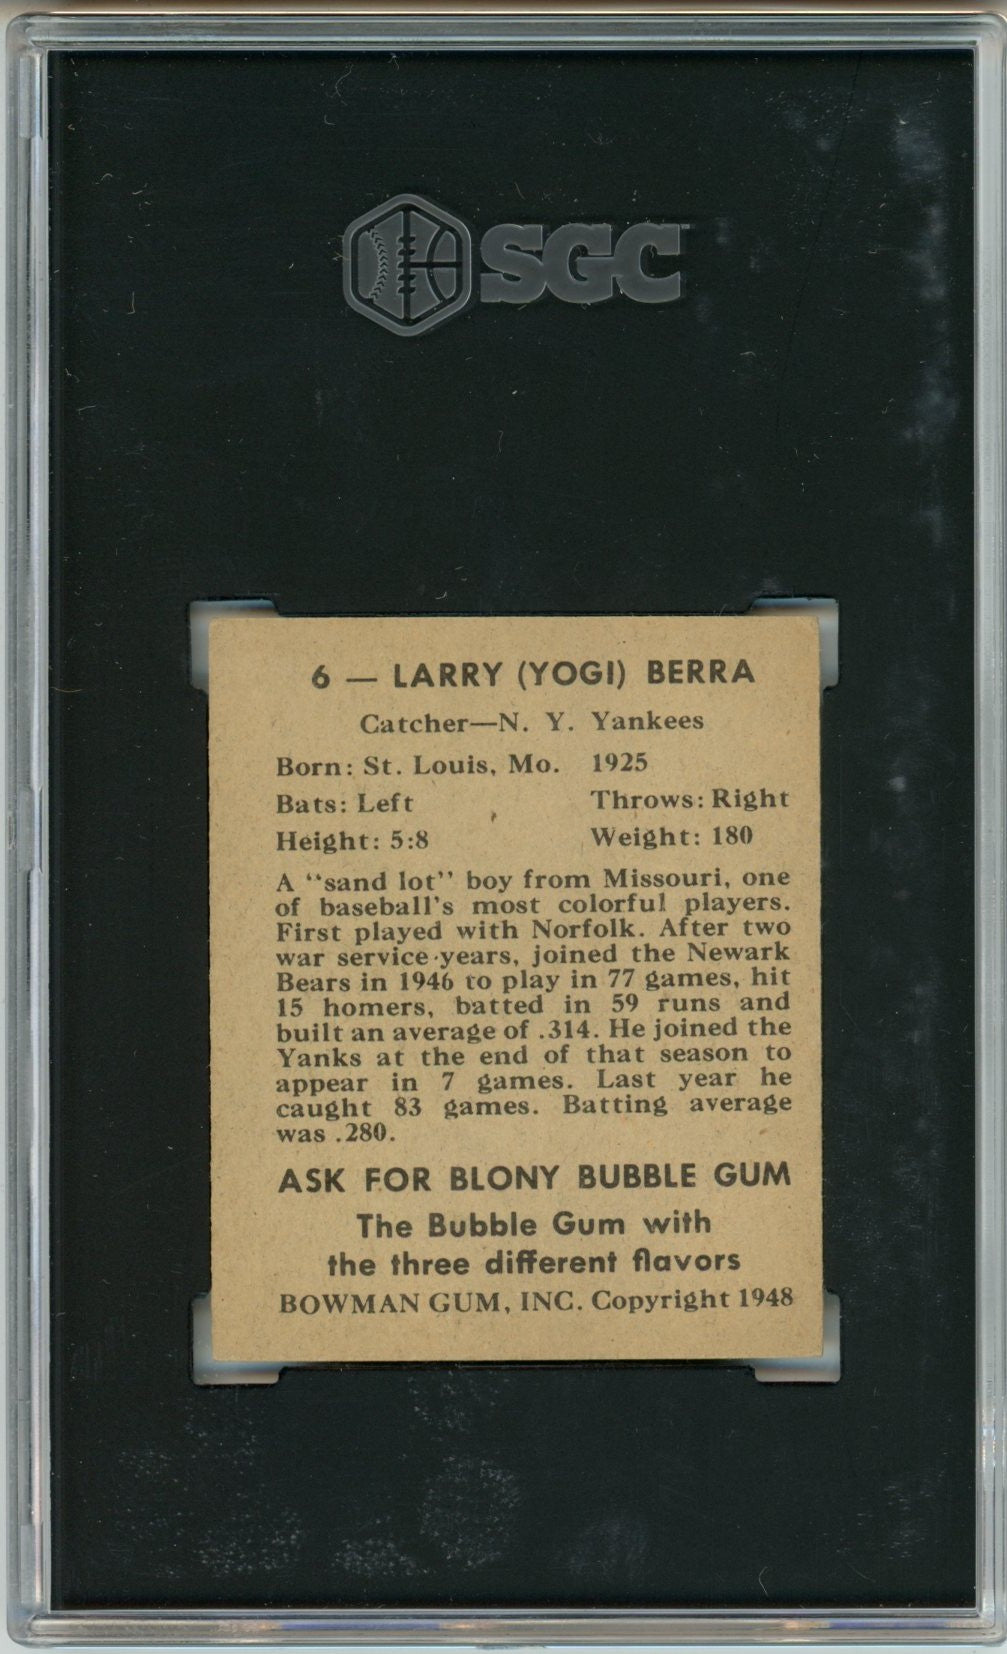 SGC
6 — LARRY (YOGI) BERRA
Catcher—N. Y. Yankees
Born: St. Louis, Mo. 1925
Bats: Left Throws: Right
Height: 5:8 Weight: 180
A "sand lot" boy from Missouri, one
of baseball's most colorful players.
First played with Norfolk. After two
war service years, joined the Newark
Bears in 1946 to play in 77 games, hit
15 homers, batted in 59 runs and
built an average of .314. He joined the
Yanks at the end of that season to
appear in 7 games. Last year he
caught 83 games. Batting average
was .280.
ASK FOR BLONY BUBBLE GUM
The Bubble Gum with
the three different flavors
BOWMAN GUM, INC. Copyright 1948